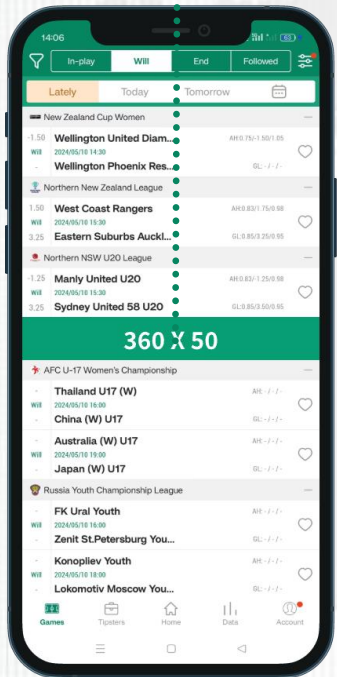 14:06
In-play Will End Followed
Lately Today Tomorrow
New Zealand Cup Women
-1.50 Wellington United Diam... AH:0.75/-1.50/1.05
Will 2024/05/10 14:30
- Wellington Phoenix Res... GL: - / - / -
Northern New Zealand League
1.50 West Coast Rangers AH:0.83/1.75/0.98
Will 2024/05/10 15:30
3.25 Eastern Suburbs Auckl... GL:0.85/3.25/0.95
Northern NSW U20 League
-1.25 Manly United U20 AH:0.83/-1.25/0.98
Will 2024/05/10 15:30
3.25 Sydney United 58 U20 GL:0.85/3.50/0.95
360 X 50
AFC U-17 Women's Championship
- Thailand U17 (W) AH: - / - / -
Will 2024/05/10 16:00
- China (W) U17 GL: - / - / -
- Australia (W) U17 AH: - / - / -
Will 2024/05/10 19:00
- Japan (W) U17 GL: - / - / -
Russia Youth Championship League
- FK Ural Youth AH: - / - / -
Will 2024/05/10 16:00
- Zenit St.Petersburg You... GL: - / - / -
- Konopliev Youth AH: - / - / -
Will 2024/05/10 18:00
- Lokomotiv Moscow You... GL: - / - / -
Games Tipsters Home Data Account